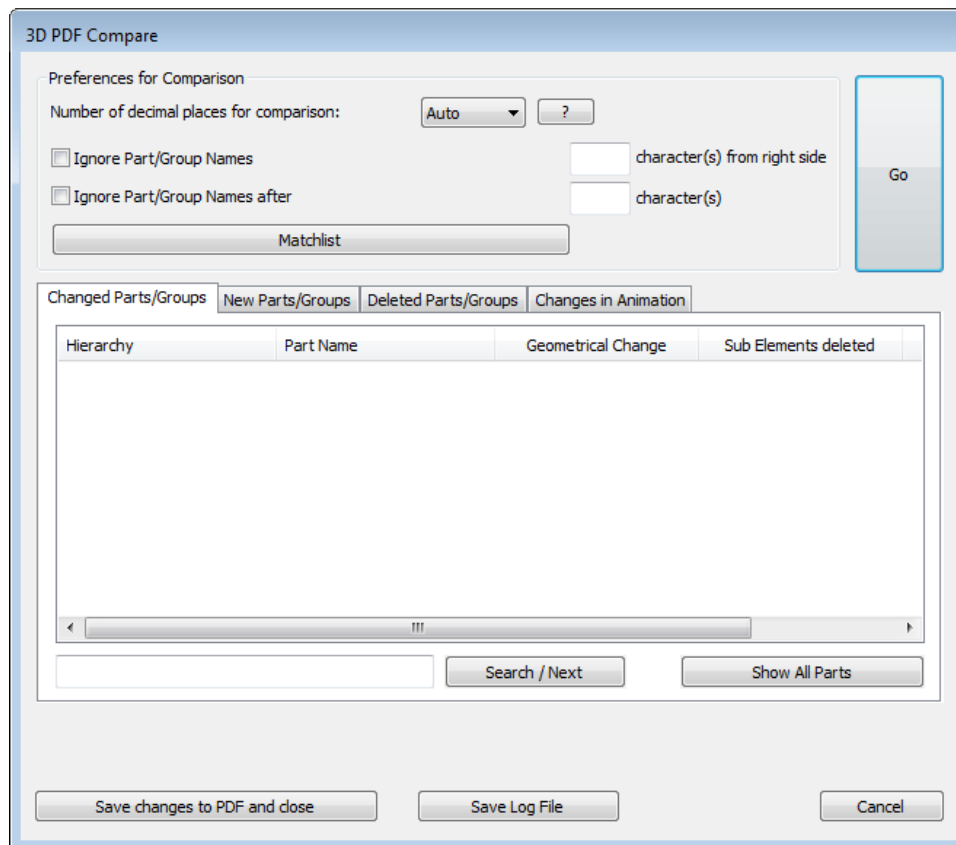 3D PDF Compare
Preferences for Comparison
Number of decimal places for comparison: Auto ?
Ignore Part/Group Names character(s) from right side
Ignore Part/Group Names after character(s)
Matchlist
Go
Changed Parts/Groups New Parts/Groups Deleted Parts/Groups Changes in Animation
Hierarchy Part Name Geometrical Change Sub Elements deleted
Search / Next Show All Parts
Save changes to PDF and close Save Log File Cancel